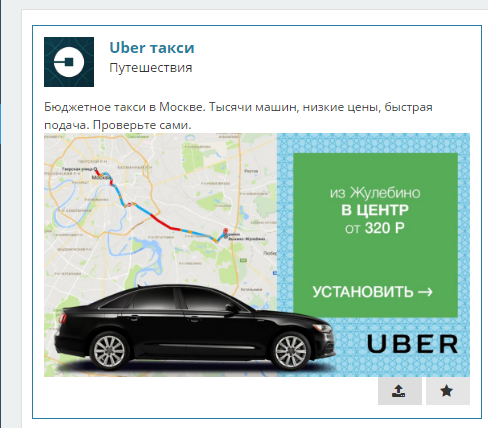 Uber такси
Путешествия
Бюджетное такси в Москве. Тысячи машин, низкие цены, быстрая
подача. Проверьте сами.
Тверская улица
Москва
из Жулебино
В ЦЕНТР
от 320 Р
УСТАНОВИТЬ →
UBER